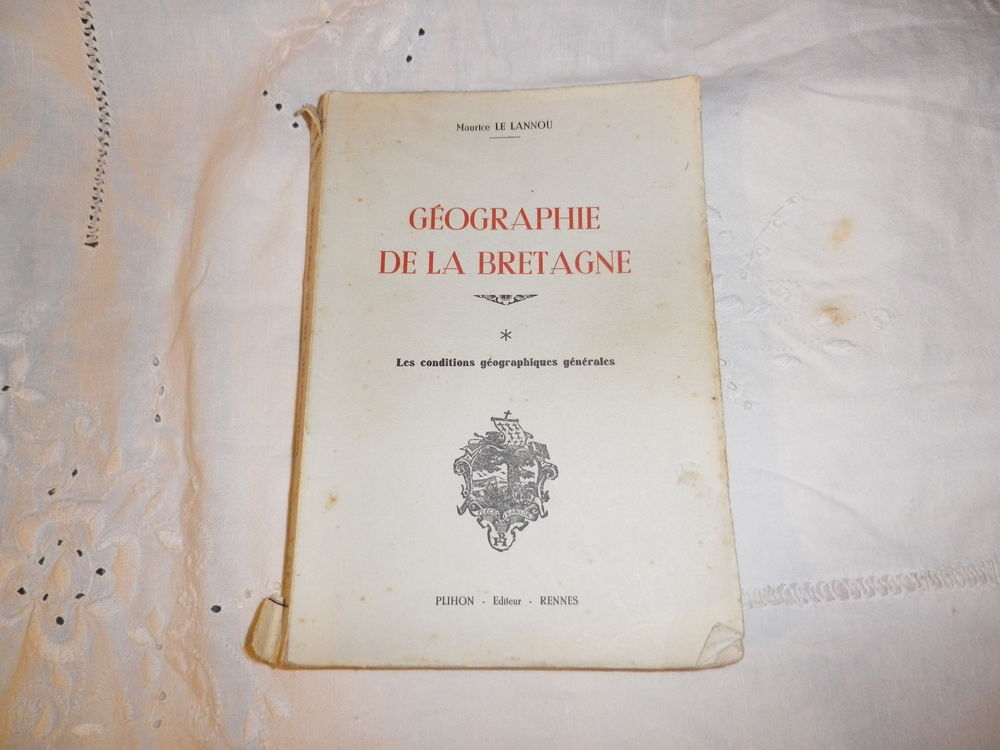 Maurice LE LANNOU
GÉOGRAPHIE
DE LA BRETAGNE
*
Les conditions géographiques générales
PLIHON - Editeur - RENNES